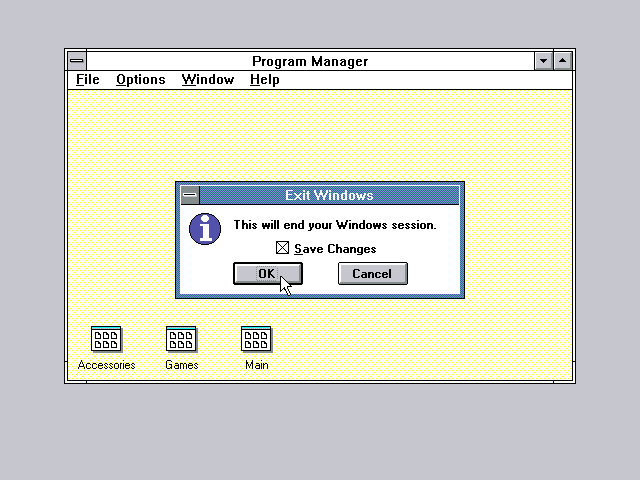 Program Manager
File Options Window Help
Exit Windows
This will end your Windows session.
Save Changes
OK Cancel
Accessories Games Main